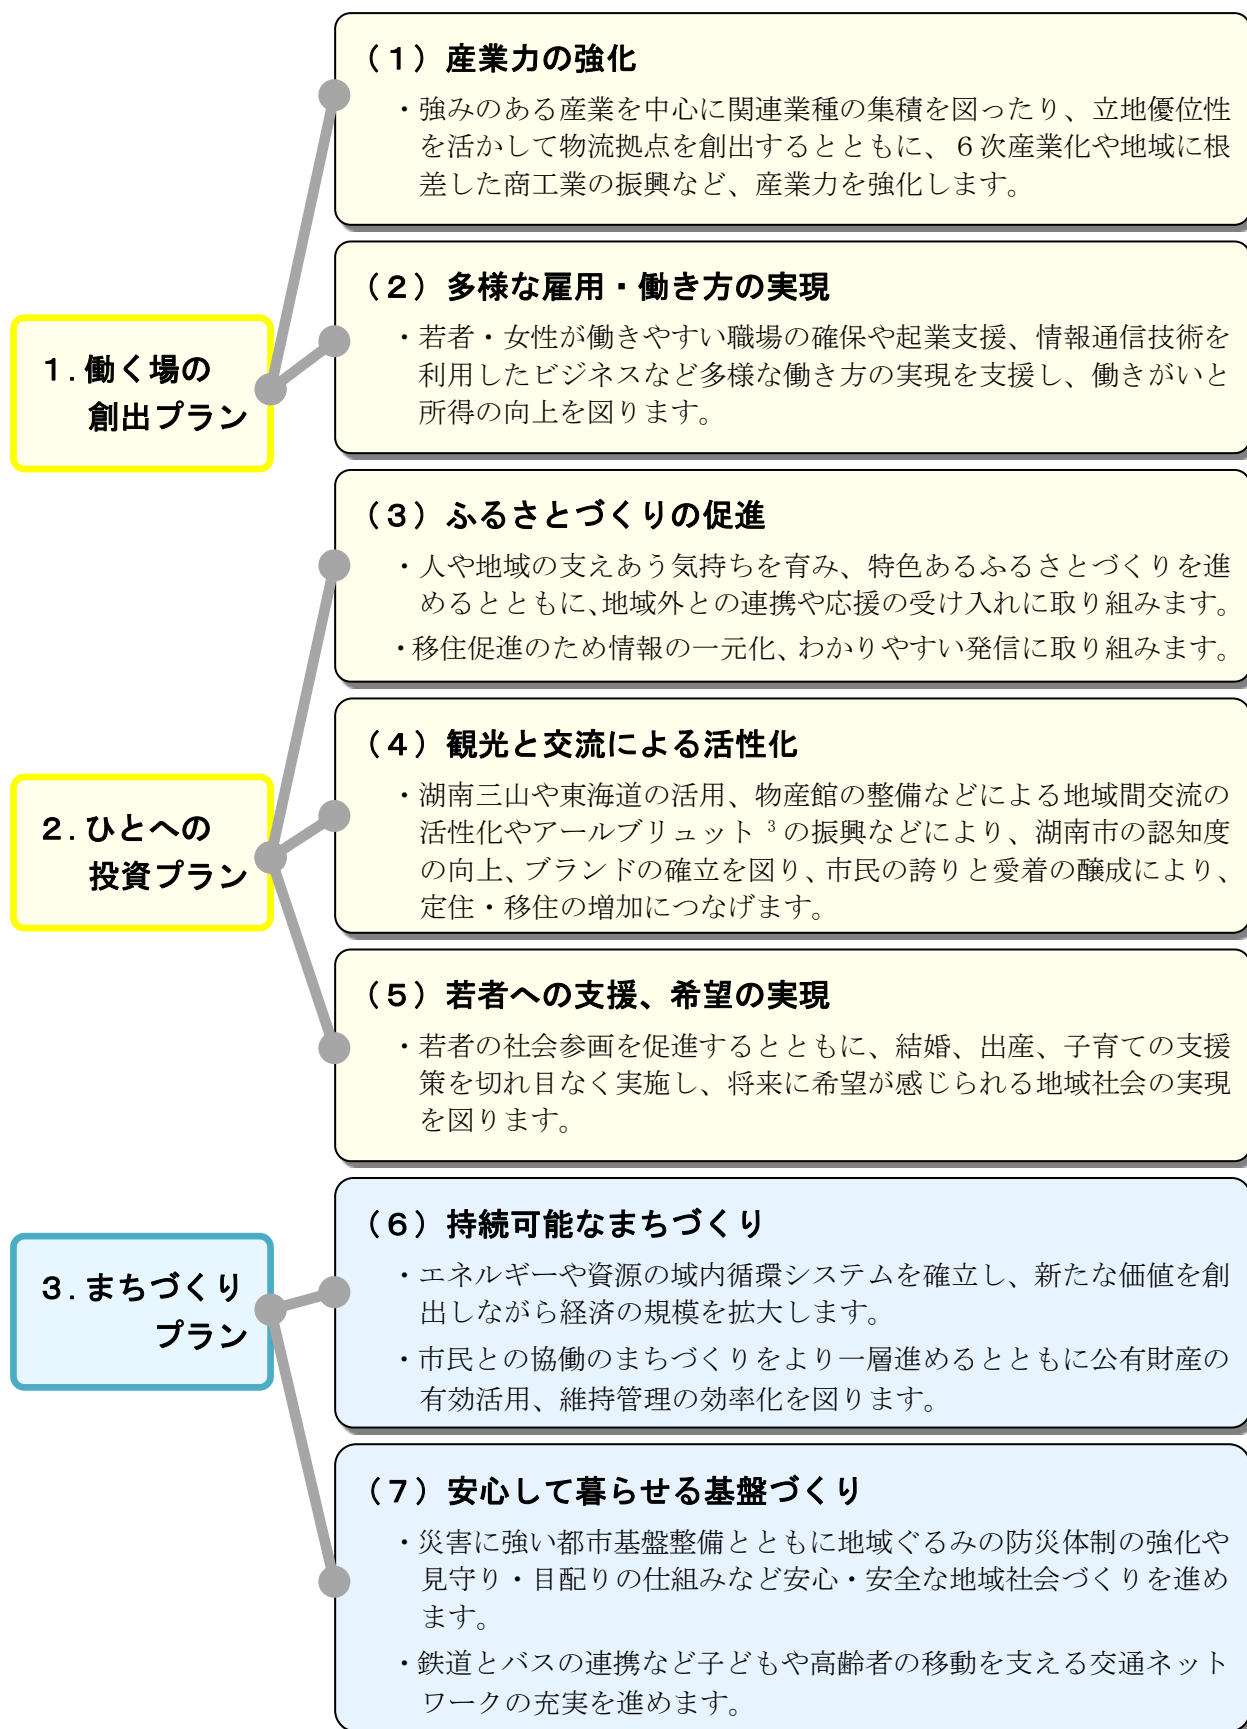 （１）産業力の強化
・強みのある産業を中心に関連業種の集積を図ったり、立地優位性
を活かして物流拠点を創出するとともに、６次産業化や地域に根
差した商工業の振興など、産業力を強化します。
（２）多様な雇用・働き方の実現
・若者・女性が働きやすい職場の確保や起業支援、情報通信技術を
利用したビジネスなど多様な働き方の実現を支援し、働きがいと
所得の向上を図ります。
１.働く場の
創出プラン
（３）ふるさとづくりの促進
・人や地域の支えあう気持ちを育み、特色あるふるさとづくりを進
めるとともに、地域外との連携や応援の受け入れに取り組みます。
・移住促進のため情報の一元化、わかりやすい発信に取り組みます。
（４）観光と交流による活性化
・湖南三山や東海道の活用、物産館の整備などによる地域間交流の
活性化やアールブリュット³の振興などにより、湖南市の認知度
の向上、ブランドの確立を図り、市民の誇りと愛着の醸成により、
定住・移住の増加につなげます。
２.ひとへの
投資プラン
（５）若者への支援、希望の実現
・若者の社会参画を促進するとともに、結婚、出産、子育ての支援
策を切れ目なく実施し、将来に希望が感じられる地域社会の実現
を図ります。
（６）持続可能なまちづくり
・エネルギーや資源の域内循環システムを確立し、新たな価値を創
出しながら経済の規模を拡大します。
・市民との協働のまちづくりをより一層進めるとともに公有財産の
有効活用、維持管理の効率化を図ります。
３.まちづくり
プラン
（７）安心して暮らせる基盤づくり
・災害に強い都市基盤整備とともに地域ぐるみの防災体制の強化や
見守り・目配りの仕組みなど安心・安全な地域社会づくりを進め
ます。
・鉄道とバスの連携など子どもや高齢者の移動を支える交通ネット
ワークの充実を進めます。